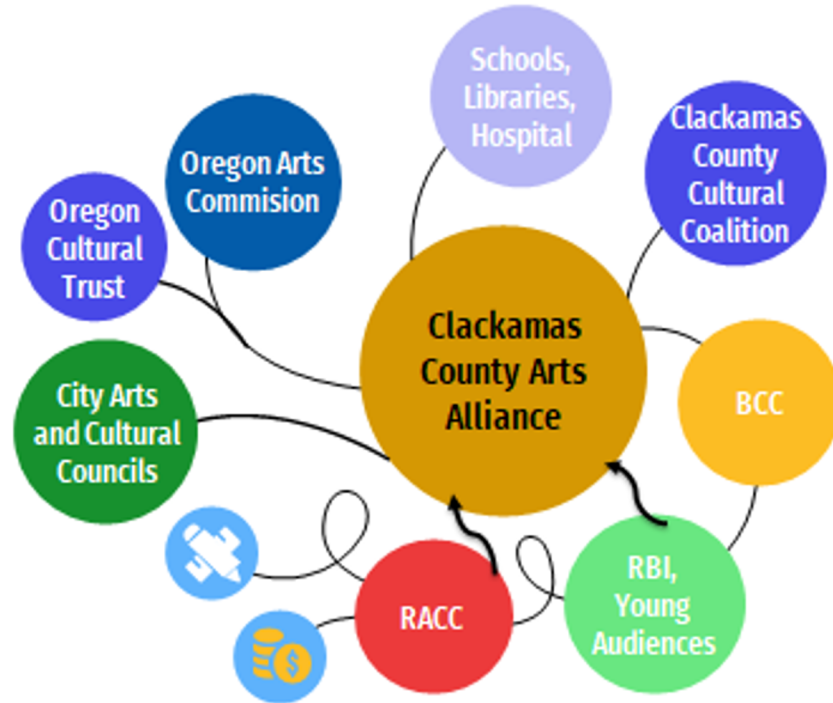 Schools,
Libraries,
Hospital
Clackamas
County
Cultural
Coalition
Oregon Arts
Commision
Oregon
Cultural
Trust
Clackamas
County Arts
Alliance
City Arts
and Cultural
Councils
BCC
RACC
RBI,
Young
Audiences
$